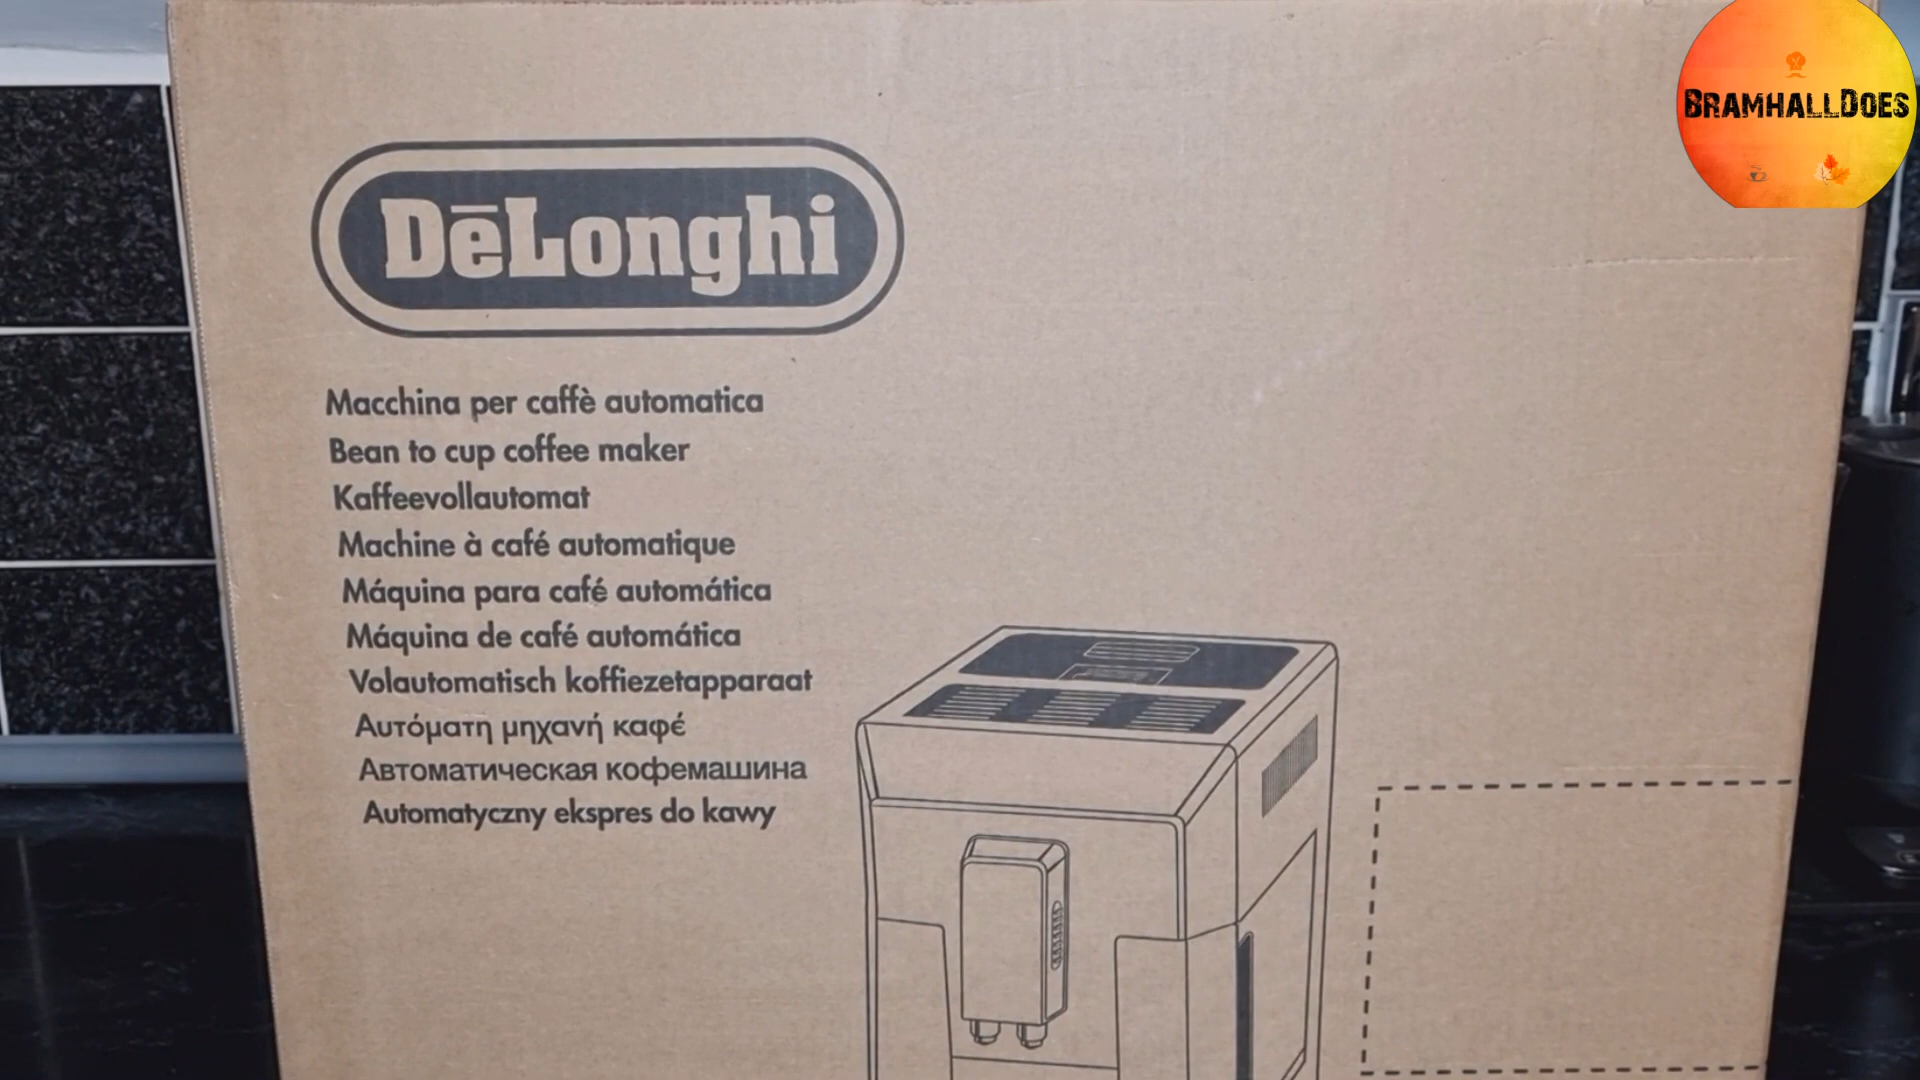 DēLonghi
Macchina per caffè automatica
Bean to cup coffee maker
Kaffeevollautomat
Machine à café automatique
Máquina para café automática
Máquina de café automática
Volautomatisch koffiezetapparaat
Αυτόματη μηχανή καφέ
Автоматическая кофемашина
Automatyczny ekspres do kawy
BRAMHALLDOES